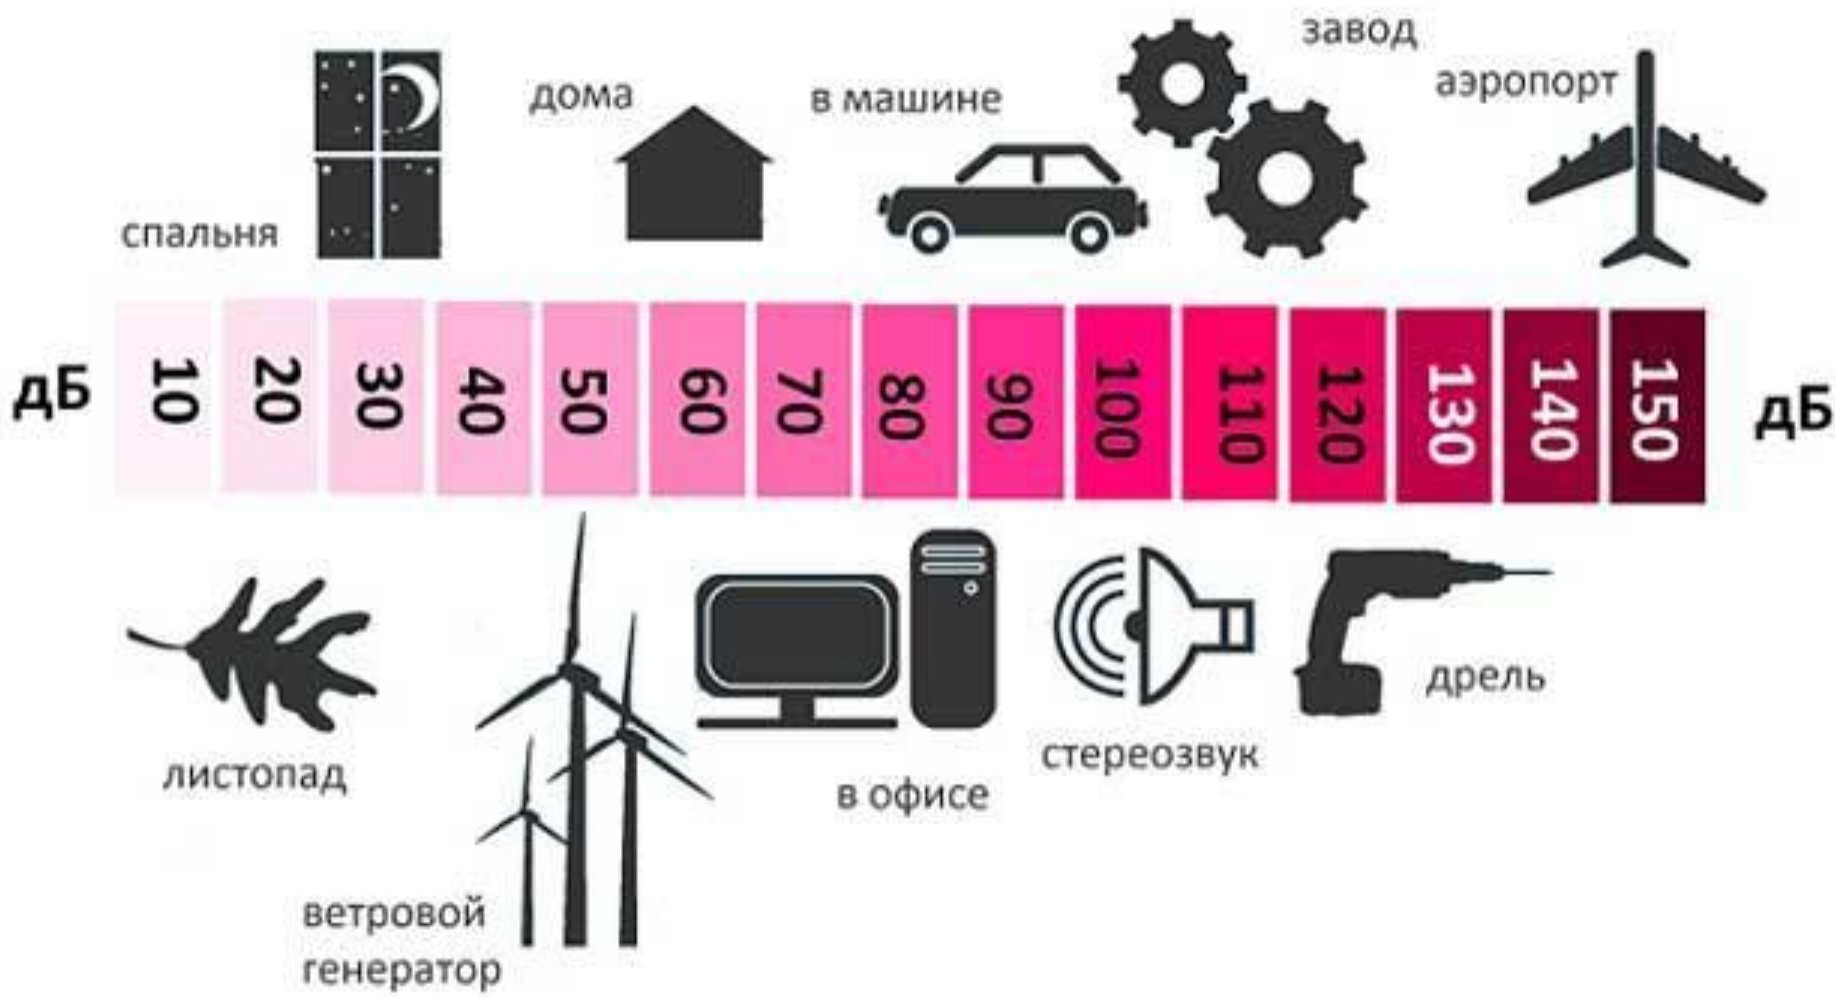 завод
дома
в машине
аэропорт
спальня
дБ 10 20 30 40 50 60 70 80 90 100 110 120 130 140 150 дБ
листопад
ветровой
генератор
в офисе
стереозвук
дрель